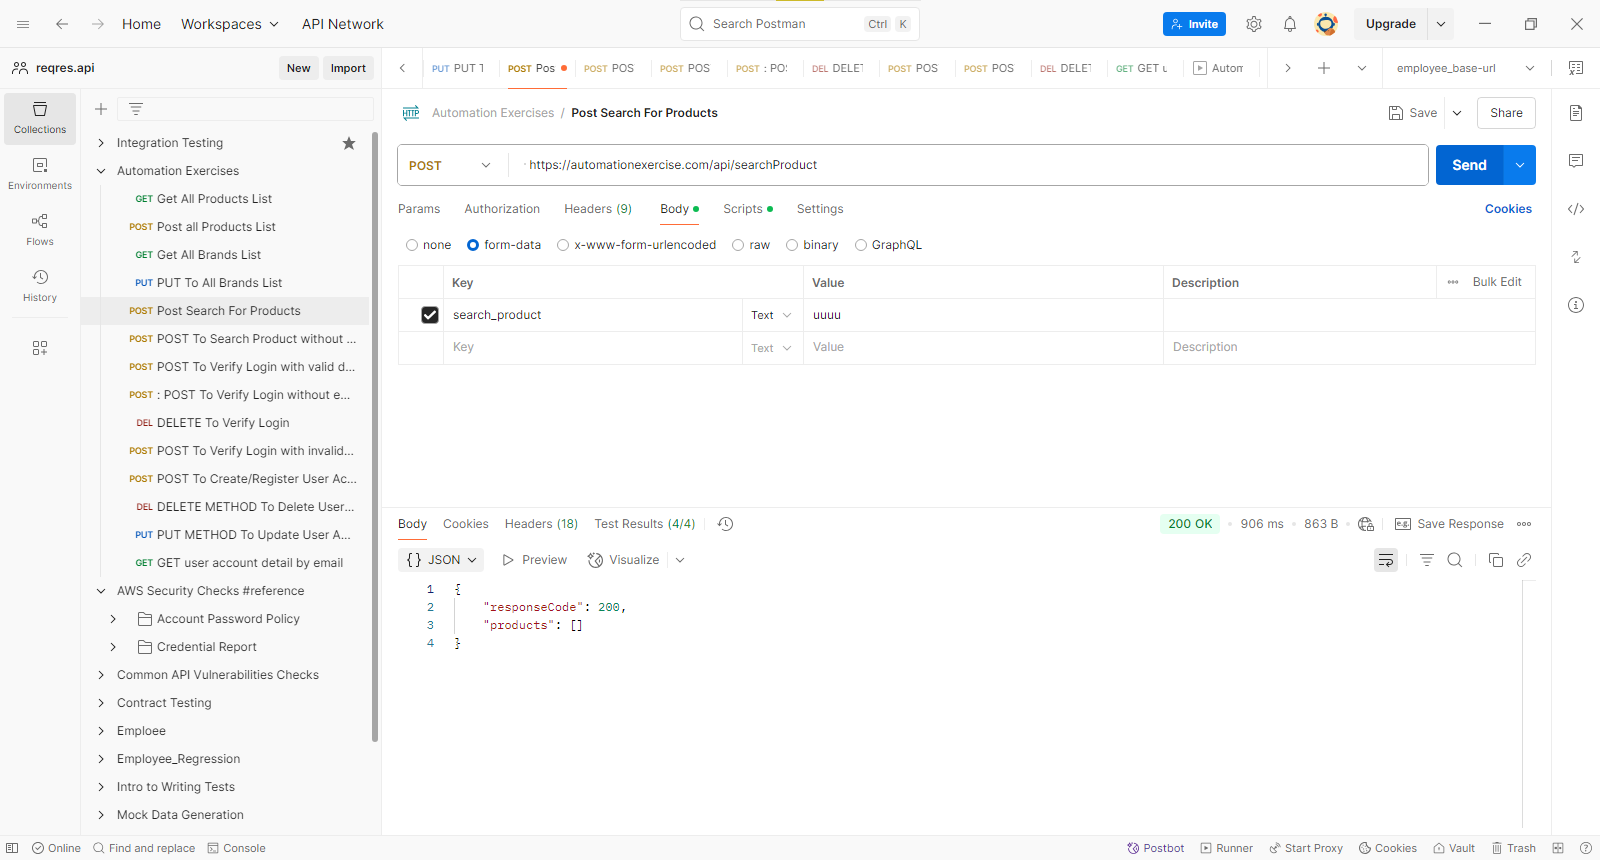 Home
Workspaces
API Network
Search Postman
Ctrl
K
Invite
Upgrade
reqres.api
New
Import
PUT PUT T
POST Pos
POST POS
POST POS
POST : PO
DEL DELE
POST POS
POST POS
DEL DELE
GET GET u
Autom
employee_base-url
Collections
Environments
Flows
History
Integration Testing
Automation Exercises
GET Get All Products List
POST Post all Products List
GET Get All Brands List
PUT PUT To All Brands List
POST Post Search For Products
POST POST To Search Product without ...
POST POST To Verify Login with valid d...
POST : POST To Verify Login without e...
DEL DELETE To Verify Login
POST POST To Verify Login with invalid...
POST POST To Create/Register User Ac...
DEL DELETE METHOD To Delete User...
PUT PUT METHOD To Update User A...
GET GET user account detail by email
AWS Security Checks #reference
Account Password Policy
Credential Report
Common API Vulnerabilities Checks
Contract Testing
Emploee
Employee_Regression
Intro to Writing Tests
Mock Data Generation
HTTP Automation Exercises / Post Search For Products
Save
Share
POST
https://automationexercise.com/api/searchProduct
Send
Params
Authorization
Headers (9)
Body
Scripts
Settings
Cookies
none
form-data
x-www-form-urlencoded
raw
binary
GraphQL
Key
Value
Description
Bulk Edit
search_product
Text
uuuu
Key
Text
Value
Description
Body
Cookies
Headers (18)
Test Results (4/4)
200 OK
906 ms
863 B
Save Response
{} JSON
Preview
Visualize
1 {
2 "responseCode": 200,
3 "products": []
4 }
Online
Find and replace
Console
Postbot
Runner
Start Proxy
Cookies
Vault
Trash